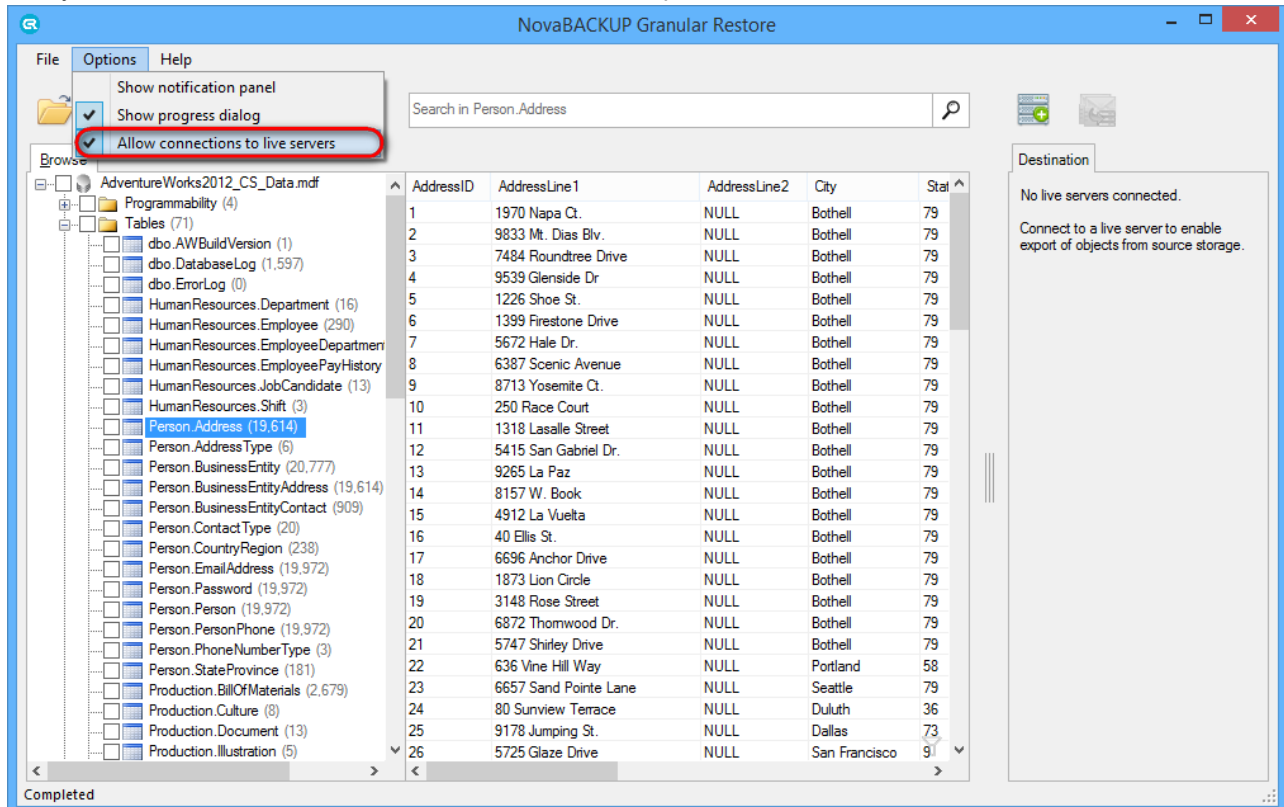 NovaBACKUP Granular Restore
File Options Help
Show notification panel
Show progress dialog
Allow connections to live servers
Search in Person.Address
Browse
AdventureWorks2012_CS_Data.mdf
Programmability (4)
Tables (71)
dbo.AWBuildVersion (1)
dbo.DatabaseLog (1,597)
dbo.ErrorLog (0)
HumanResources.Department (16)
HumanResources.Employee (290)
HumanResources.EmployeeDepartmen
HumanResources.EmployeePayHistory
HumanResources.JobCandidate (13)
HumanResources.Shift (3)
Person.Address (19,614)
Person.AddressType (6)
Person.BusinessEntity (20,777)
Person.BusinessEntityAddress (19,614)
Person.BusinessEntityContact (909)
Person.ContactType (20)
Person.CountryRegion (238)
Person.EmailAddress (19,972)
Person.Password (19,972)
Person.Person (19,972)
Person.PersonPhone (19,972)
Person.PhoneNumberType (3)
Person.StateProvince (181)
Production.BillOfMaterials (2,679)
Production.Culture (8)
Production.Document (13)
Production.Illustration (5)
AddressID AddressLine1 AddressLine2 City Stat
1 1970 Napa Ct. NULL Bothell 79
2 9833 Mt. Dias Blv. NULL Bothell 79
3 7484 Roundtree Drive NULL Bothell 79
4 9539 Glenside Dr NULL Bothell 79
5 1226 Shoe St. NULL Bothell 79
6 1399 Firestone Drive NULL Bothell 79
7 5672 Hale Dr. NULL Bothell 79
8 6387 Scenic Avenue NULL Bothell 79
9 8713 Yosemite Ct. NULL Bothell 79
10 250 Race Court NULL Bothell 79
11 1318 Lasalle Street NULL Bothell 79
12 5415 San Gabriel Dr. NULL Bothell 79
13 9265 La Paz NULL Bothell 79
14 8157 W. Book NULL Bothell 79
15 4912 La Vuelta NULL Bothell 79
16 40 Ellis St. NULL Bothell 79
17 6696 Anchor Drive NULL Bothell 79
18 1873 Lion Circle NULL Bothell 79
19 3148 Rose Street NULL Bothell 79
20 6872 Thornwood Dr. NULL Bothell 79
21 5747 Shirley Drive NULL Bothell 79
22 636 Vine Hill Way NULL Portland 58
23 6657 Sand Pointe Lane NULL Seattle 79
24 80 Sunview Terrace NULL Duluth 36
25 9178 Jumping St. NULL Dallas 73
26 5725 Glaze Drive NULL San Francisco 9
Destination
No live servers connected.
Connect to a live server to enable
export of objects from source storage.
Completed